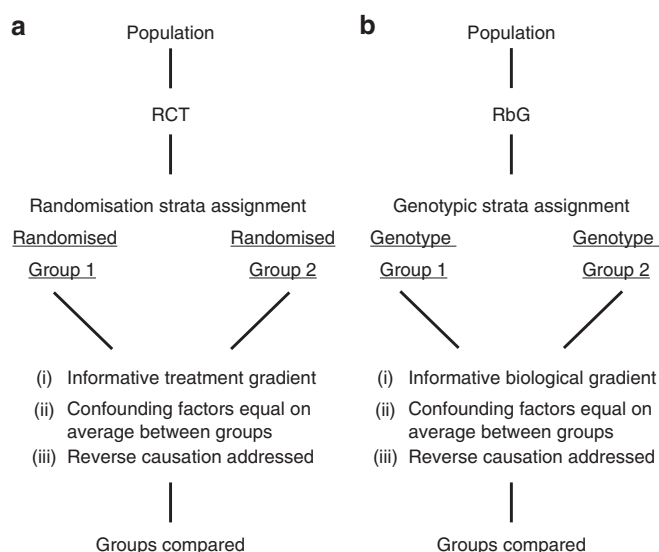 a
Population
RCT
Randomisation strata assignment
Randomised Randomised
Group 1 Group 2
(i) Informative treatment gradient
(ii) Confounding factors equal on
average between groups
(iii) Reverse causation addressed
Groups compared
b
Population
RbG
Genotypic strata assignment
Genotype Genotype
Group 1 Group 2
(i) Informative biological gradient
(ii) Confounding factors equal on
average between groups
(iii) Reverse causation addressed
Groups compared